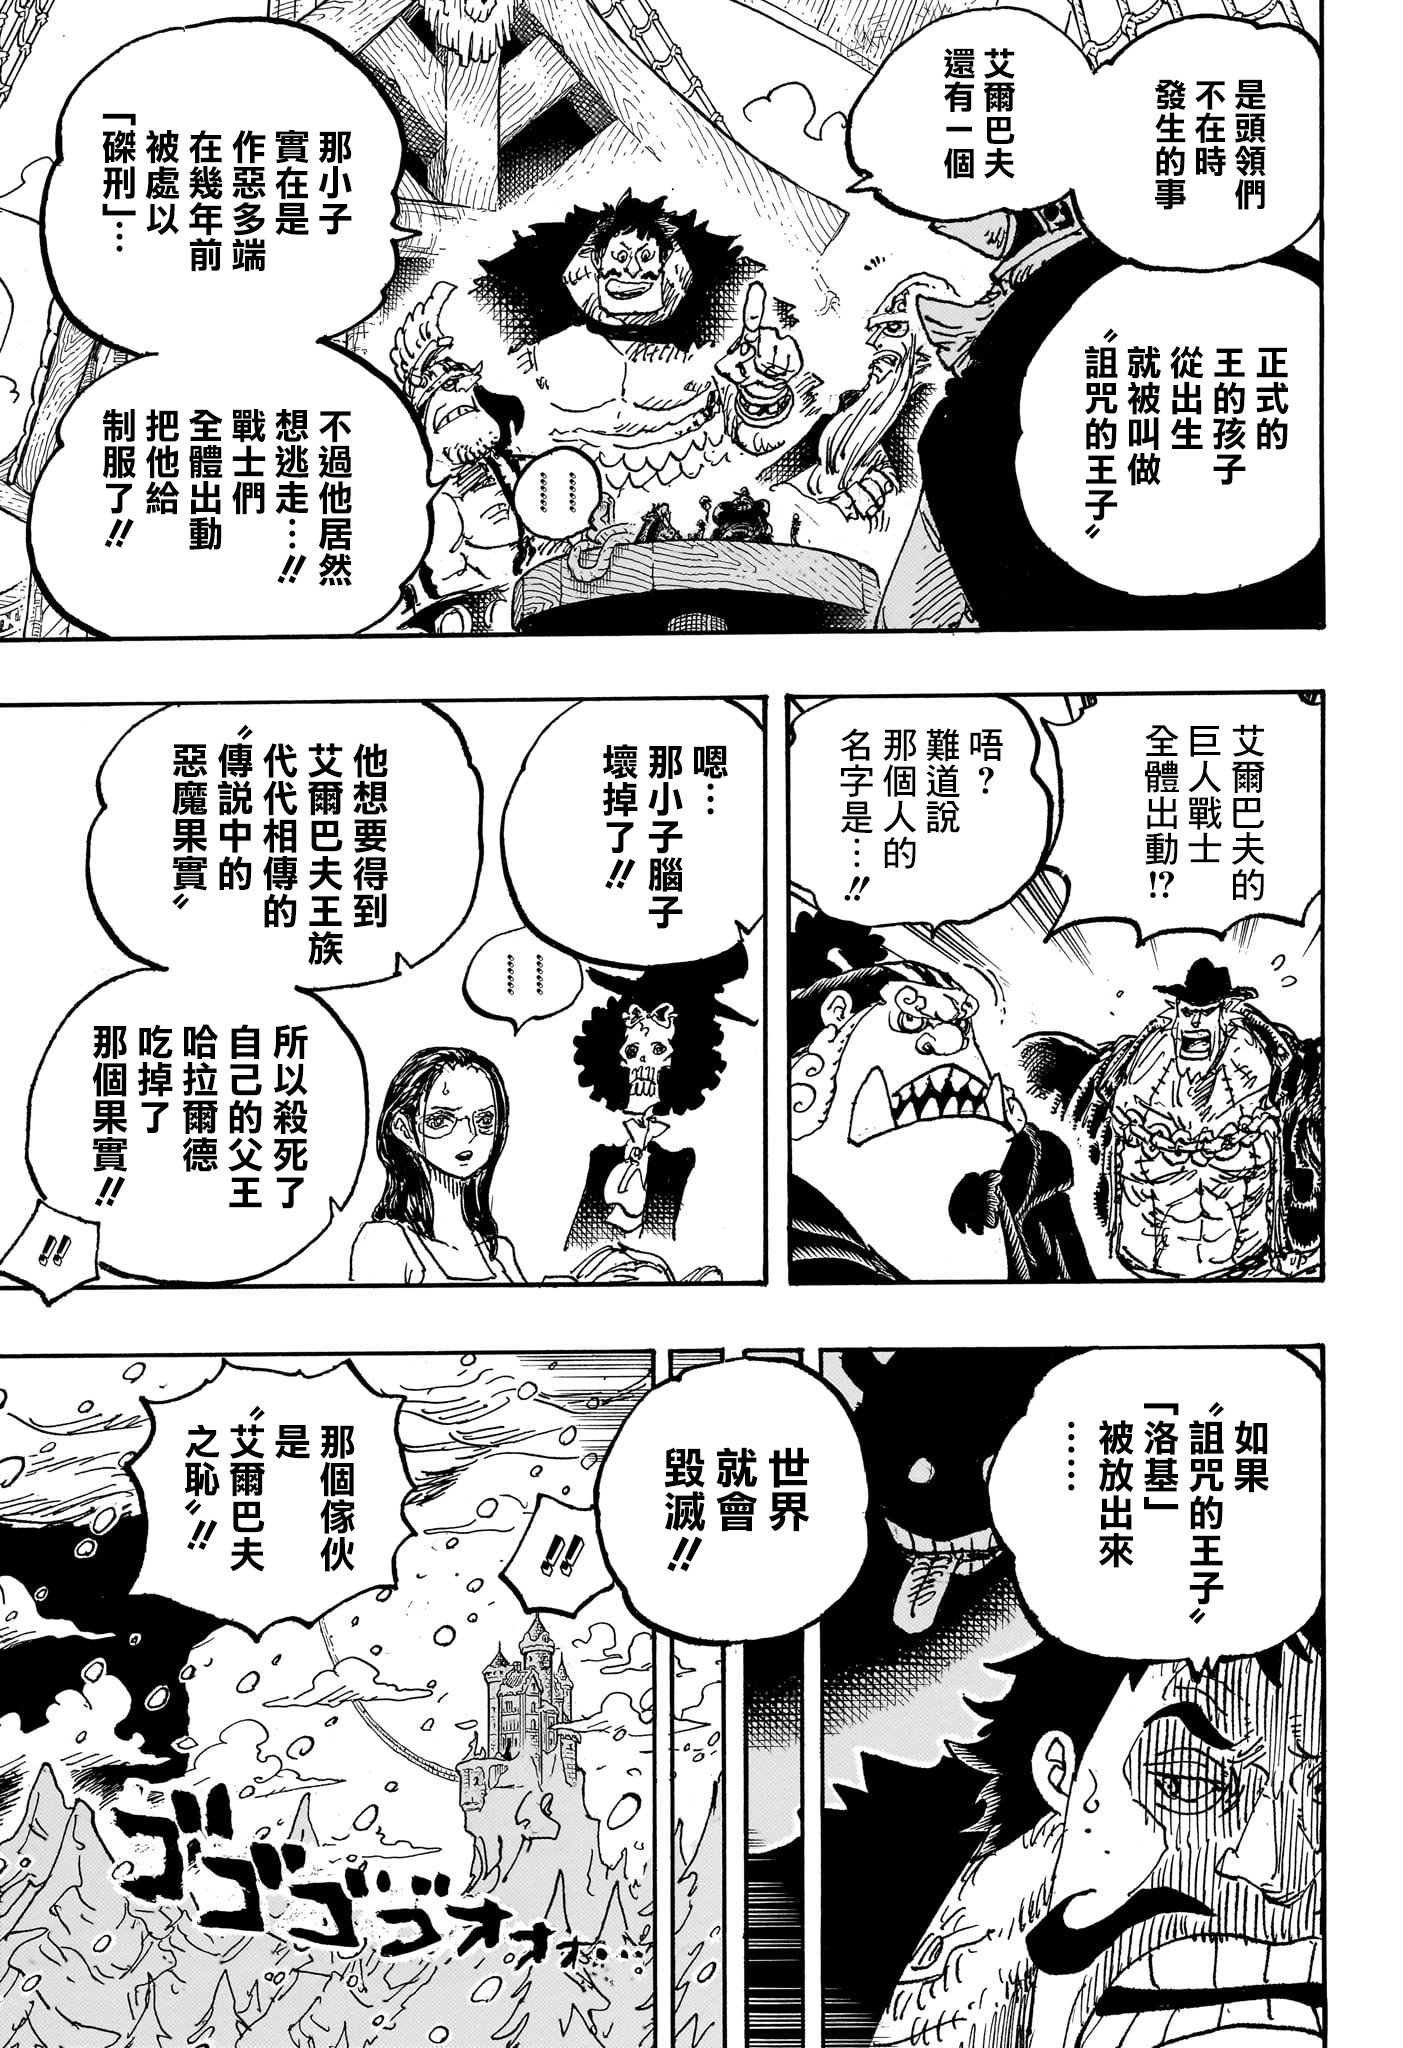 是頭領們
不在時
發生的事
艾爾巴夫
還有一個
正式的
王的孩子
從出生
就被叫做
〝詛咒的王子〞
那小子
實在是
作惡多端
在幾年前
被處以
「磔刑」…
不過他居然
想逃走…!!
戰士們
全體出動
把他給
制服了!!
………
艾爾巴夫的
巨人戰士
全體出動!?
唔?
難道說
那個人的
名字是…!!
嗯…
那小子腦子
壞掉了!!
他想要得到
艾爾巴夫王族
代代相傳的
〝傳說中的
惡魔果實〞
………
所以殺死了
自己的父王
哈拉爾德
吃掉了
那個果實!!
!!
如果
〝詛咒的王子〞
「洛基」
被放出來
……
世界
就會
毀滅!!
!!
那個傢伙
是
〝艾爾巴夫
之恥〞!!
ゴゴゴゴゴオオォ…